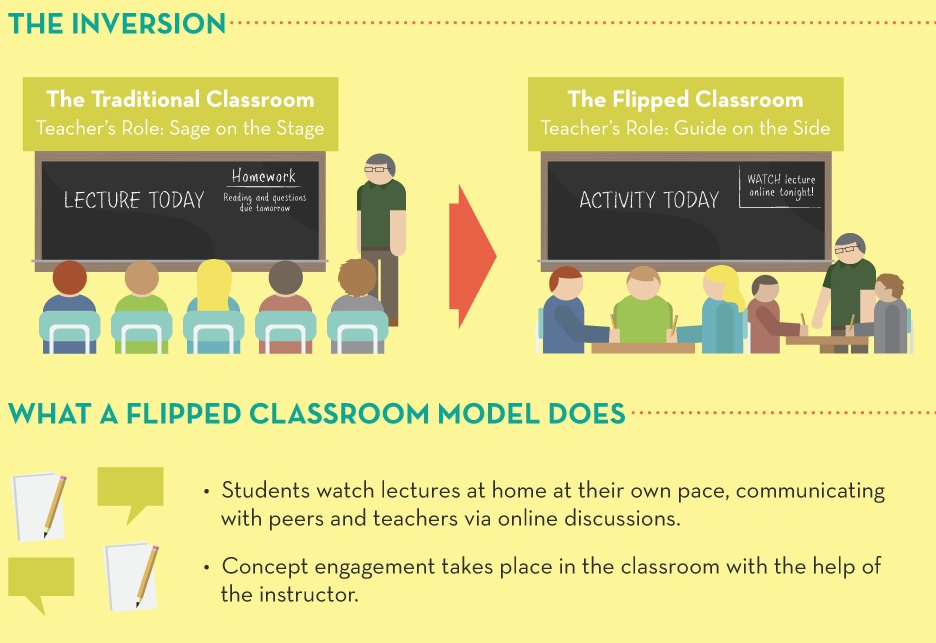 THE INVERSION
The Traditional Classroom
Teacher's Role: Sage on the Stage
LECTURE TODAY
Homework
Reading and questions
due tomorrow
The Flipped Classroom
Teacher's Role: Guide on the Side
ACTIVITY TODAY
WATCH lecture
online tonight!
WHAT A FLIPPED CLASSROOM MODEL DOES
• Students watch lectures at home at their own pace, communicating
with peers and teachers via online discussions.
• Concept engagement takes place in the classroom with the help of
the instructor.